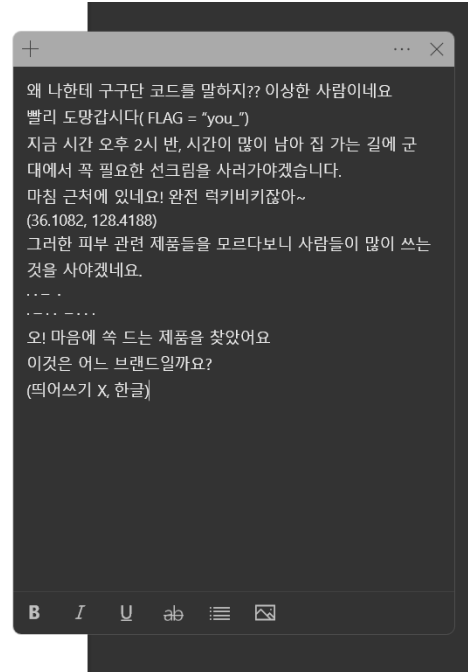 왜 나한테 구구단 코드를 말하지?? 이상한 사람이네요
빨리 도망갑시다( FLAG = “you_”)
지금 시간 오후 2시 반, 시간이 많이 남아 집 가는 길에 군
대에서 꼭 필요한 선크림을 사러가야겠습니다.
마침 근처에 있네요! 완전 럭키비키잖아~
(36.1082, 128.4188)
그러한 피부 관련 제품들을 모르다보니 사람들이 많이 쓰는
것을 사야겠네요.
. . – .
. – . . – . . .
오! 마음에 쏙 드는 제품을 찾았어요
이것은 어느 브랜드일까요?
(띄어쓰기 X, 한글)
B I U ab